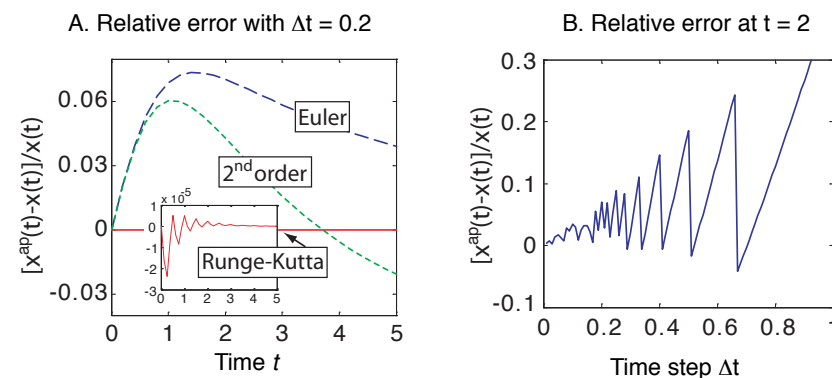 A. Relative error with Δt = 0.2
[x^ap(t)-x(t)]/x(t)
0.06
0.03
0
-0.03
0 1 2 3 4 5
Time t
Euler
2nd order
Runge-Kutta
x 10^-5
1
0
-1
-2
-3
0 1 2 3 4 5
B. Relative error at t = 2
[x^ap(t)-x(t)]/x(t)
0.3
0.2
0.1
0
-0.1
0 0.2 0.4 0.6 0.8 1
Time step Δt